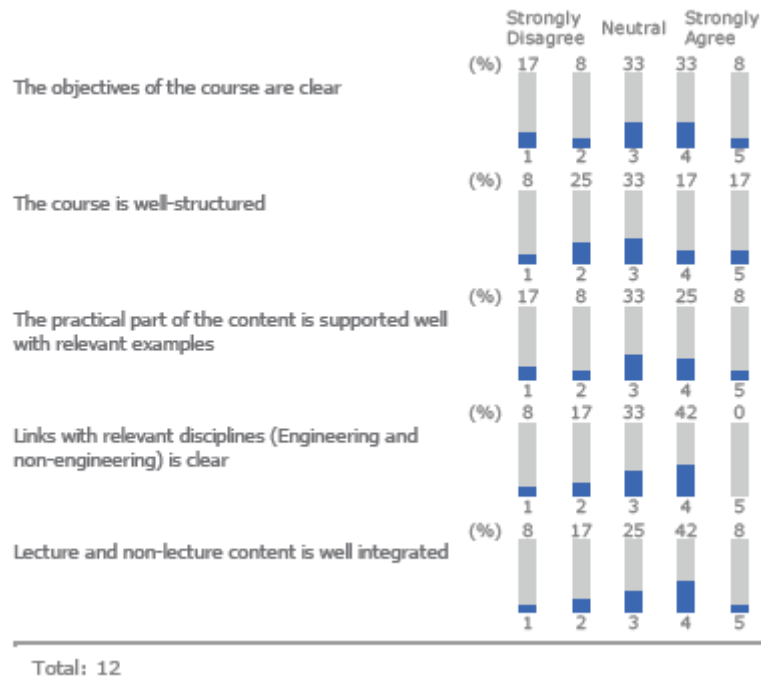 Strongly Disagree Neutral Strongly Agree
(%) 17 8 33 33 8
The objectives of the course are clear
1 2 3 4 5
(%) 8 25 33 17 17
The course is well-structured
1 2 3 4 5
(%) 17 8 33 25 8
The practical part of the content is supported well
with relevant examples
1 2 3 4 5
(%) 8 17 33 42 0
Links with relevant disciplines (Engineering and
non-engineering) is clear
1 2 3 4 5
(%) 8 17 25 42 8
Lecture and non-lecture content is well integrated
1 2 3 4 5
Total: 12